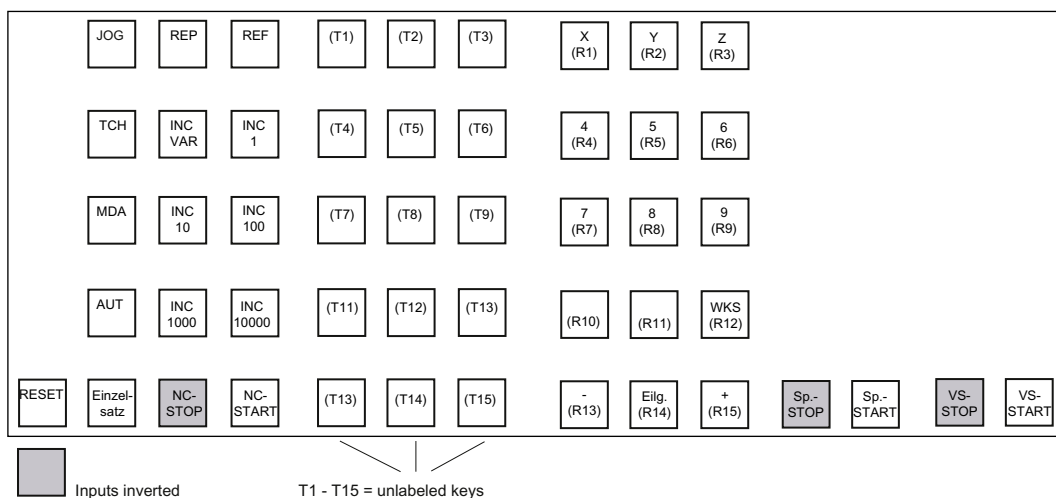 JOG REP REF (T1) (T2) (T3) X Y Z
(R1) (R2) (R3)
TCH INC INC (T4) (T5) (T6) 4 5 6
VAR 1 (R4) (R5) (R6)
MDA INC INC (T7) (T8) (T9) 7 8 9
10 100 (R7) (R8) (R9)
AUT INC INC (T11) (T12) (T13) WKS
1000 10000 (R10) (R11) (R12)
RESET Einzel- NC- NC- (T13) (T14) (T15) - Eilg. + Sp.- Sp.- VS- VS-
satz STOP START (R13) (R14) (R15) STOP START STOP START
Inputs inverted T1 - T15 = unlabeled keys